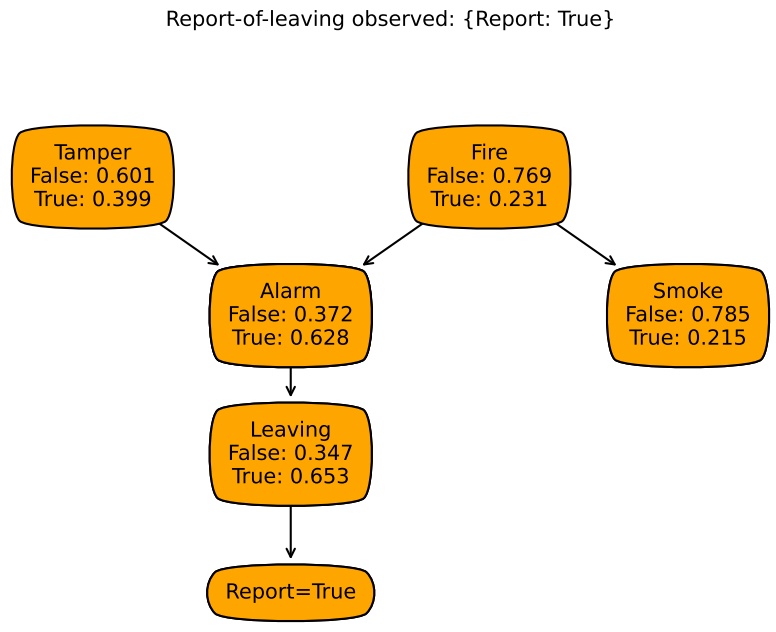 Report-of-leaving observed: {Report: True}
Tamper
False: 0.601
True: 0.399
Fire
False: 0.769
True: 0.231
Alarm
False: 0.372
True: 0.628
Smoke
False: 0.785
True: 0.215
Leaving
False: 0.347
True: 0.653
Report=True